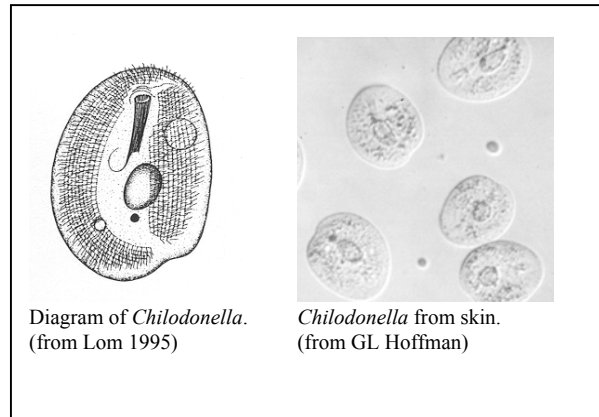 Diagram of Chilodonella.
(from Lom 1995)
Chilodonella from skin.
(from GL Hoffman)